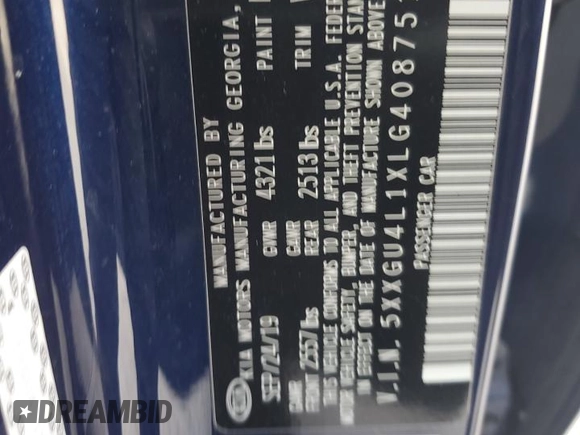 MANUFACTURED BY
KIA MOTORS MANUFACTURING GEORGIA,
SEP/24/19 GVWR 4321 lbs PAINT
GAWR GAWR
FRONT 2557 lbs REAR 2513 lbs TRIM
THIS VEHICLE CONFORMS TO ALL APPLICABLE U.S.A. FEDER
MOTOR VEHICLE SAFETY, BUMPER, AND THEFT PREVENTION STAN
IN EFFECT ON THE DATE OF MANUFACTURE SHOWN ABOVE
V.I.N. 5XXGU4L1XLG408751
PASSENGER CAR
DREAMBID